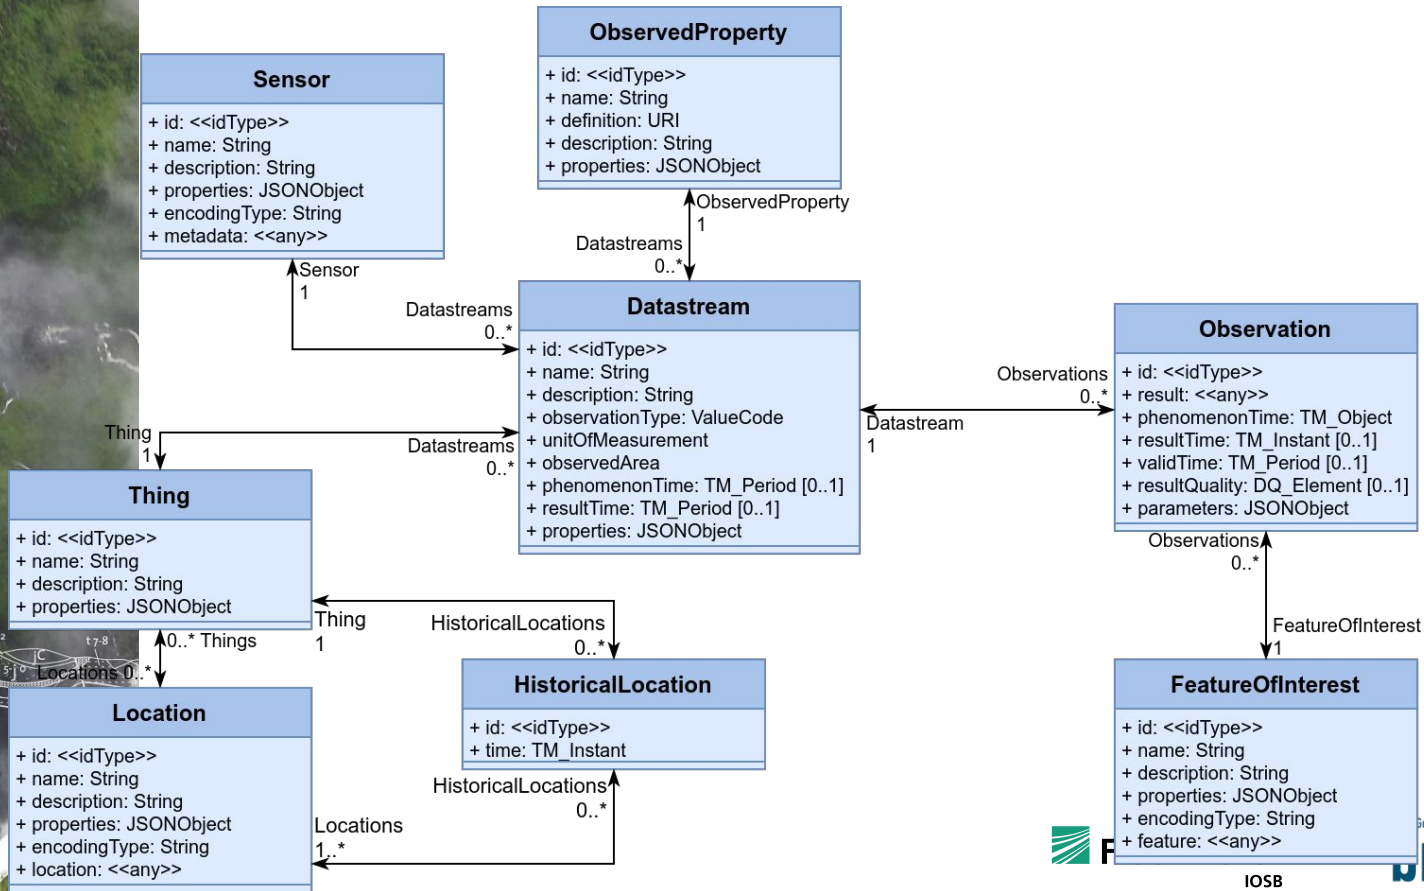 ObservedProperty
+ id: <<idType>>
+ name: String
+ definition: URI
+ description: String
+ properties: JSONObject
Sensor
+ id: <<idType>>
+ name: String
+ description: String
+ properties: JSONObject
+ encodingType: String
+ metadata: <<any>>
ObservedProperty
1
Datastreams
0..*
Sensor
1
Datastreams
0..*
Datastream
+ id: <<idType>>
+ name: String
+ description: String
+ observationType: ValueCode
+ unitOfMeasurement
+ observedArea
+ phenomenonTime: TM_Period [0..1]
+ resultTime: TM_Period [0..1]
+ properties: JSONObject
Observations
0..*
Datastream
1
Observation
+ id: <<idType>>
+ result: <<any>>
+ phenomenonTime: TM_Object
+ resultTime: TM_Instant [0..1]
+ validTime: TM_Period [0..1]
+ resultQuality: DQ_Element [0..1]
+ parameters: JSONObject
Thing
1
Datastreams
0..*
Thing
+ id: <<idType>>
+ name: String
+ description: String
+ properties: JSONObject
Thing
1
HistoricalLocations
0..*
0..* Things
Locations 0..*
t 7-8
jC
5-j
Observations
0..*
FeatureOfInterest
1
HistoricalLocation
+ id: <<idType>>
+ time: TM_Instant
HistoricalLocations
0..*
Locations
1..*
Location
+ id: <<idType>>
+ name: String
+ description: String
+ properties: JSONObject
+ encodingType: String
+ location: <<any>>
FeatureOfInterest
+ id: <<idType>>
+ name: String
+ description: String
+ properties: JSONObject
+ encodingType: String
+ feature: <<any>>
F
IOSB